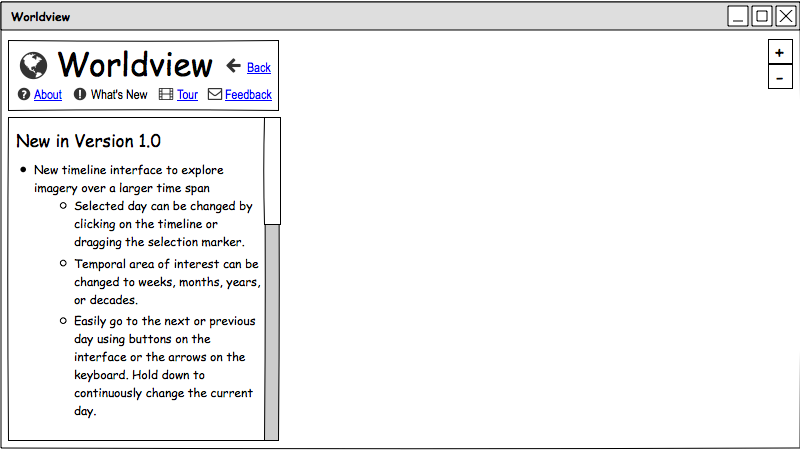 Worldview
Worldview
Back
About What's New Tour Feedback
New in Version 1.0
New timeline interface to explore
imagery over a larger time span
Selected day can be changed by
clicking on the timeline or
dragging the selection marker.
Temporal area of interest can be
changed to weeks, months, years,
or decades.
Easily go to the next or previous
day using buttons on the
interface or the arrows on the
keyboard. Hold down to
continuously change the current
day.
+
-